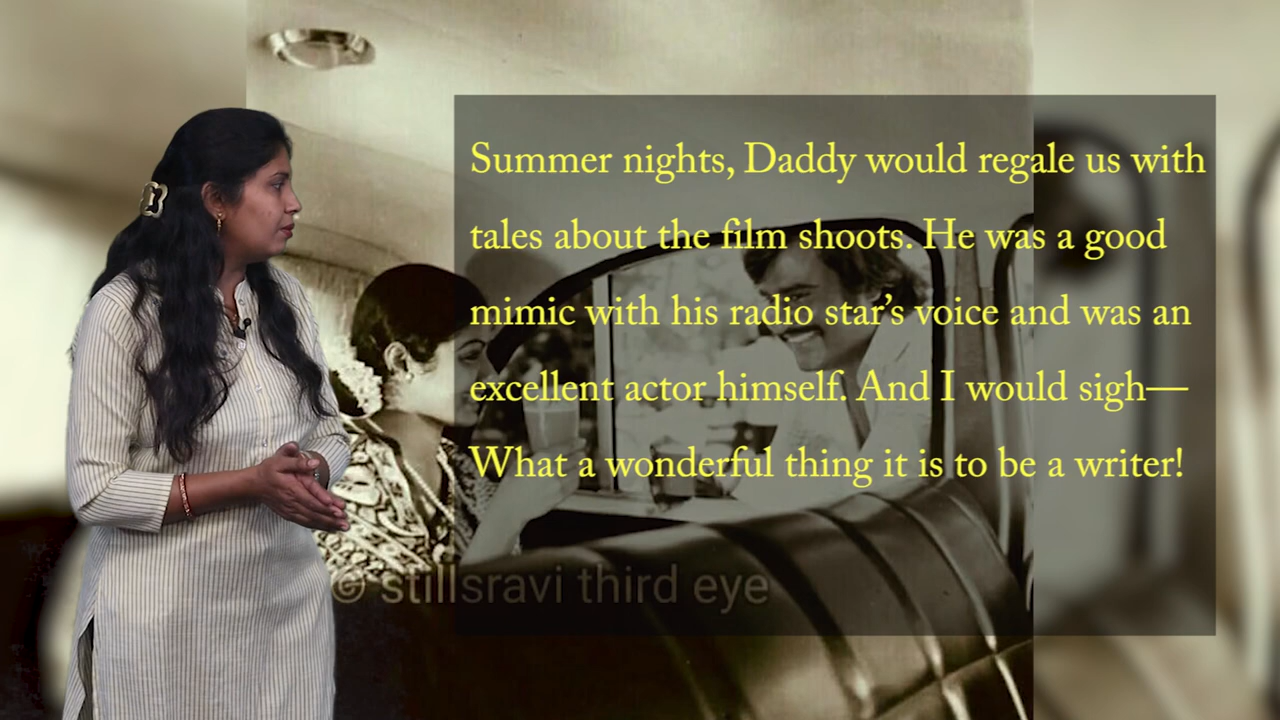 Summer nights, Daddy would regale us with
tales about the film shoots. He was a good
mimic with his radio star’s voice and was an
excellent actor himself. And I would sigh—
What a wonderful thing it is to be a writer!
© stillsravi third eye